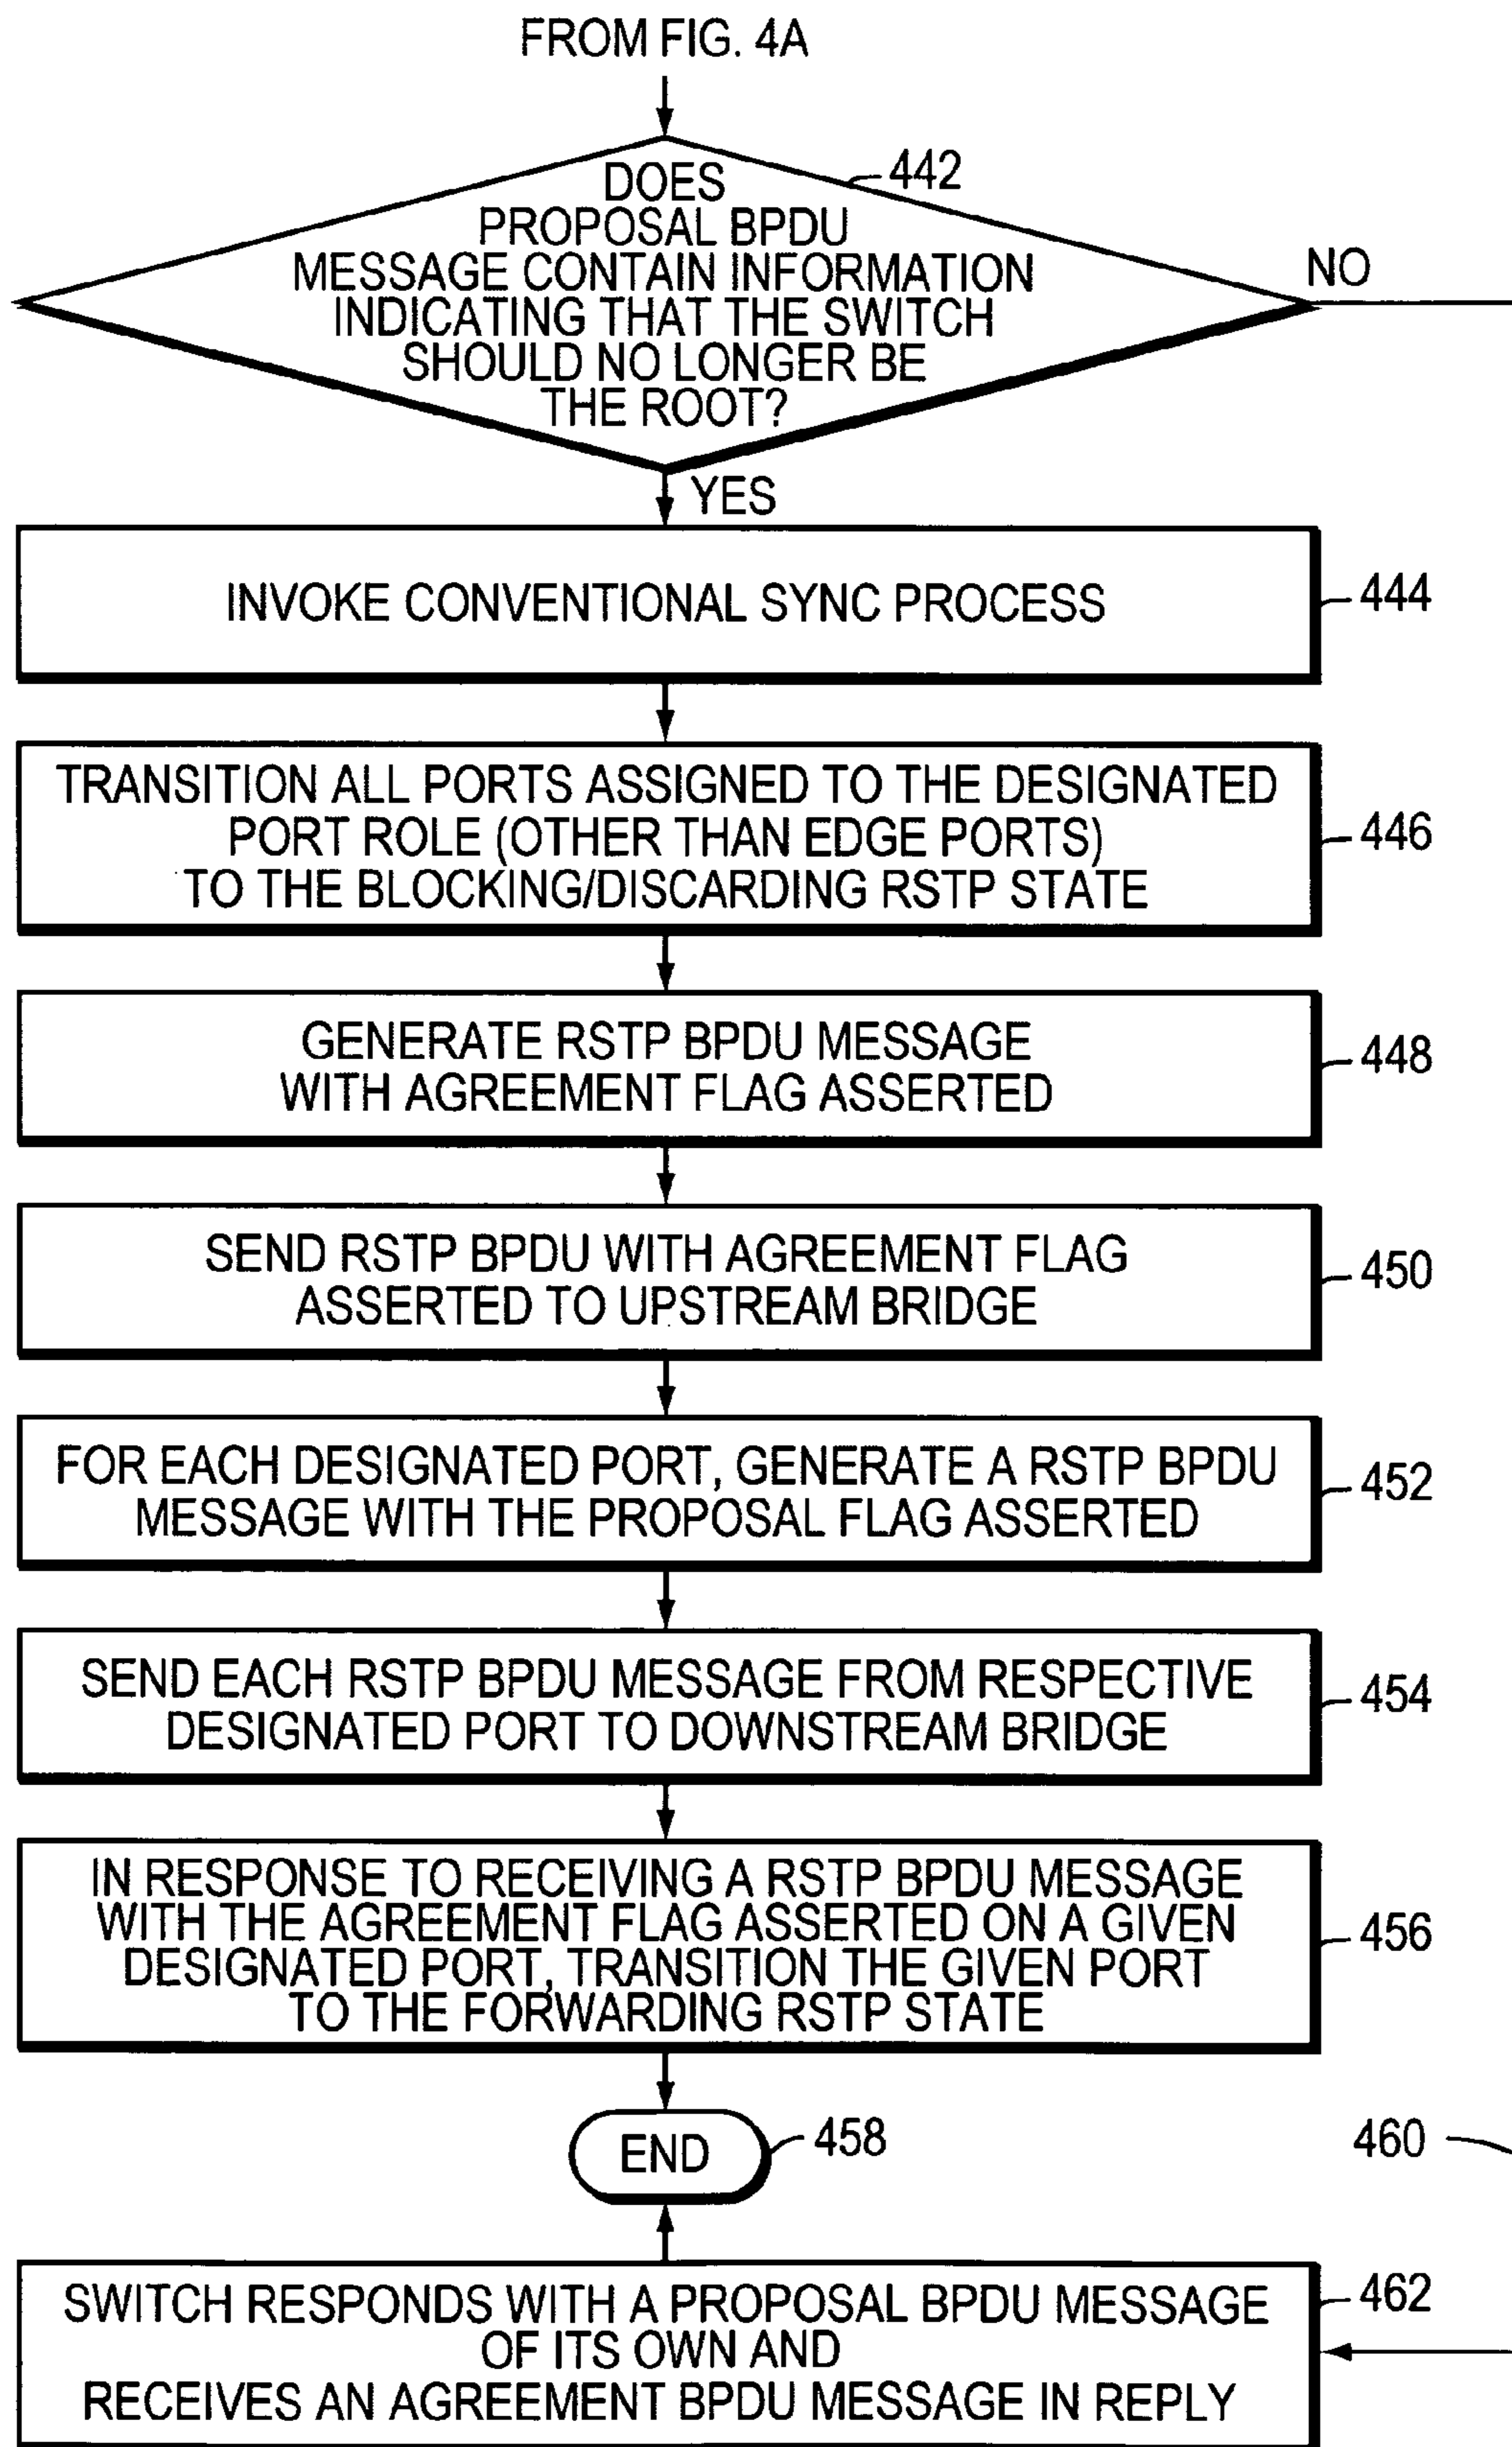 FROM FIG. 4A
442
DOES
PROPOSAL BPDU
MESSAGE CONTAIN INFORMATION
INDICATING THAT THE SWITCH
SHOULD NO LONGER BE
THE ROOT?
NO
YES
INVOKE CONVENTIONAL SYNC PROCESS
444
TRANSITION ALL PORTS ASSIGNED TO THE DESIGNATED
PORT ROLE (OTHER THAN EDGE PORTS)
TO THE BLOCKING/DISCARDING RSTP STATE
446
GENERATE RSTP BPDU MESSAGE
WITH AGREEMENT FLAG ASSERTED
448
SEND RSTP BPDU WITH AGREEMENT FLAG
ASSERTED TO UPSTREAM BRIDGE
450
FOR EACH DESIGNATED PORT, GENERATE A RSTP BPDU
MESSAGE WITH THE PROPOSAL FLAG ASSERTED
452
SEND EACH RSTP BPDU MESSAGE FROM RESPECTIVE
DESIGNATED PORT TO DOWNSTREAM BRIDGE
454
IN RESPONSE TO RECEIVING A RSTP BPDU MESSAGE
WITH THE AGREEMENT FLAG ASSERTED ON A GIVEN
DESIGNATED PORT, TRANSITION THE GIVEN PORT
TO THE FORWARDING RSTP STATE
456
END
458
460
SWITCH RESPONDS WITH A PROPOSAL BPDU MESSAGE
OF ITS OWN AND
RECEIVES AN AGREEMENT BPDU MESSAGE IN REPLY
462